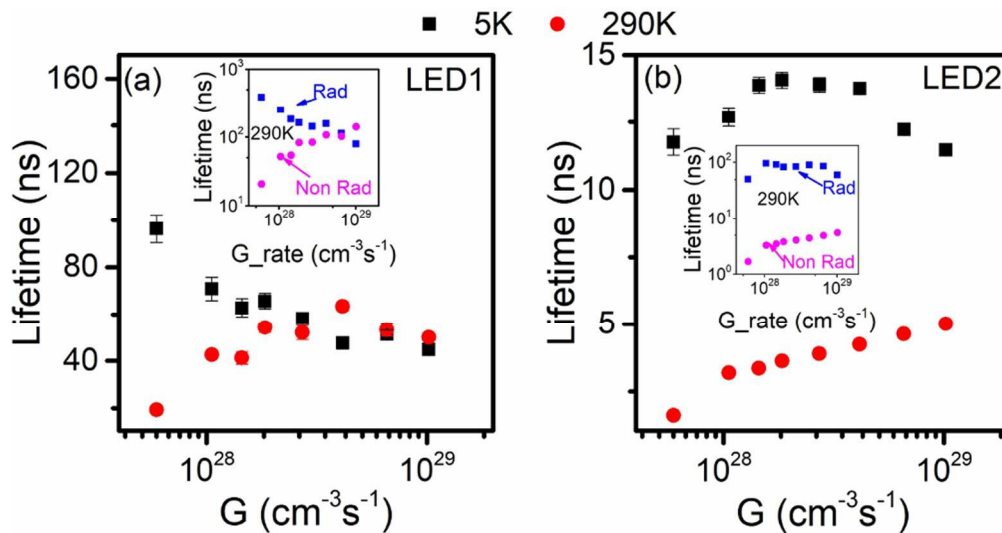 5K 290K
(a) LED1
160
120
80
40
Lifetime (ns)
10²⁸ 10²⁹
G (cm⁻³s⁻¹)
10³
10²
10¹
Lifetime (ns)
Rad
290K
Non Rad
10²⁸ 10²⁹
G_rate (cm⁻³s⁻¹)
(b) LED2
15
10
5
Lifetime (ns)
10²⁸ 10²⁹
G (cm⁻³s⁻¹)
10²
10¹
10⁰
Lifetime (ns)
Rad
290K
Non Rad
10²⁸ 10²⁹
G_rate (cm⁻³s⁻¹)